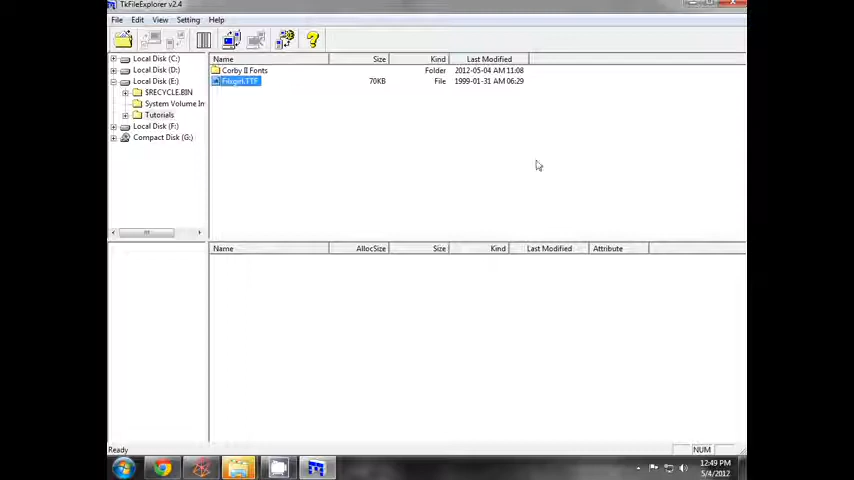 TkFileExplorer v2.4
File Edit View Setting Help
Local Disk (C:)
Local Disk (D:)
Local Disk (E:)
$RECYCLE.BIN
System Volume In
Tutorials
Local Disk (F:)
Compact Disk (G:)
Name Size Kind Last Modified
Corby II Fonts Folder 2012-05-04 AM 11:08
70KB File 1999-01-31 AM 06:29
Name AllocSize Size Kind Last Modified Attribute
Ready NUM
12:49 PM
5/4/2012